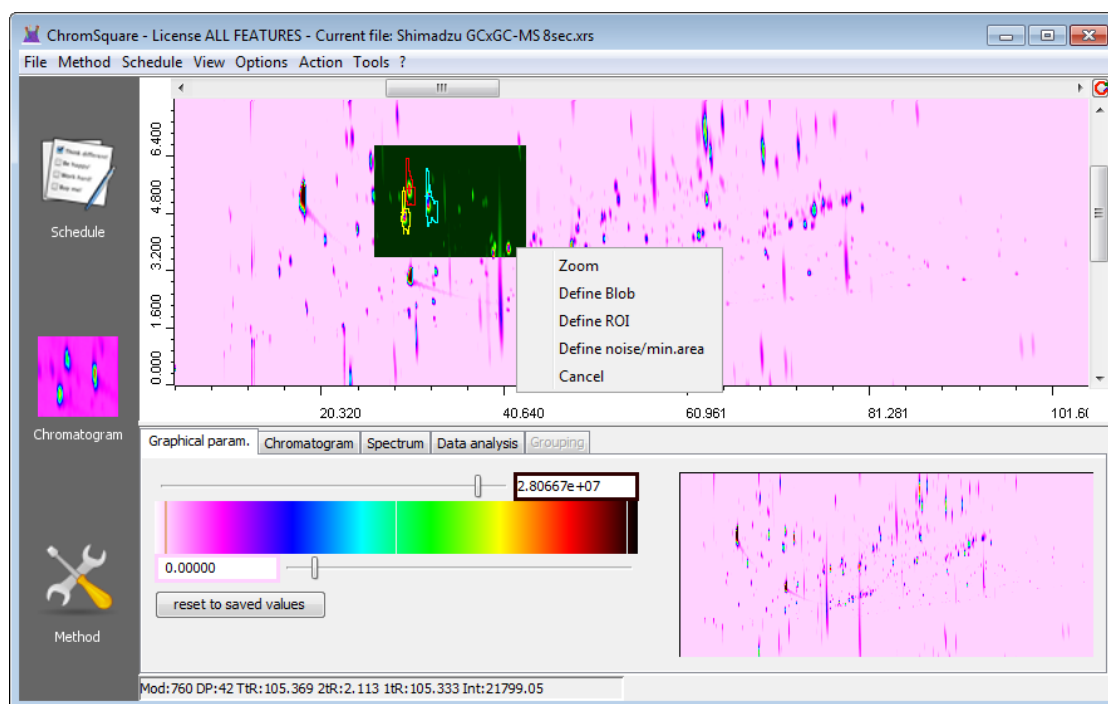 ChromSquare - License ALL FEATURES - Current file: Shimadzu GCxGC-MS 8sec.xrs
File Method Schedule View Options Action Tools ?
Schedule
Chromatogram
Method
6.400
4.800
3.200
1.600
0.000
Zoom
Define Blob
Define ROI
Define noise/min.area
Cancel
20.320 40.640 60.961 81.281 101.6
Graphical param. Chromatogram Spectrum Data analysis Grouping
2.80667e+07
0.00000
reset to saved values
Mod:760 DP:42 TtR:105.369 2tR:2.113 1tR:105.333 Int:21799.05